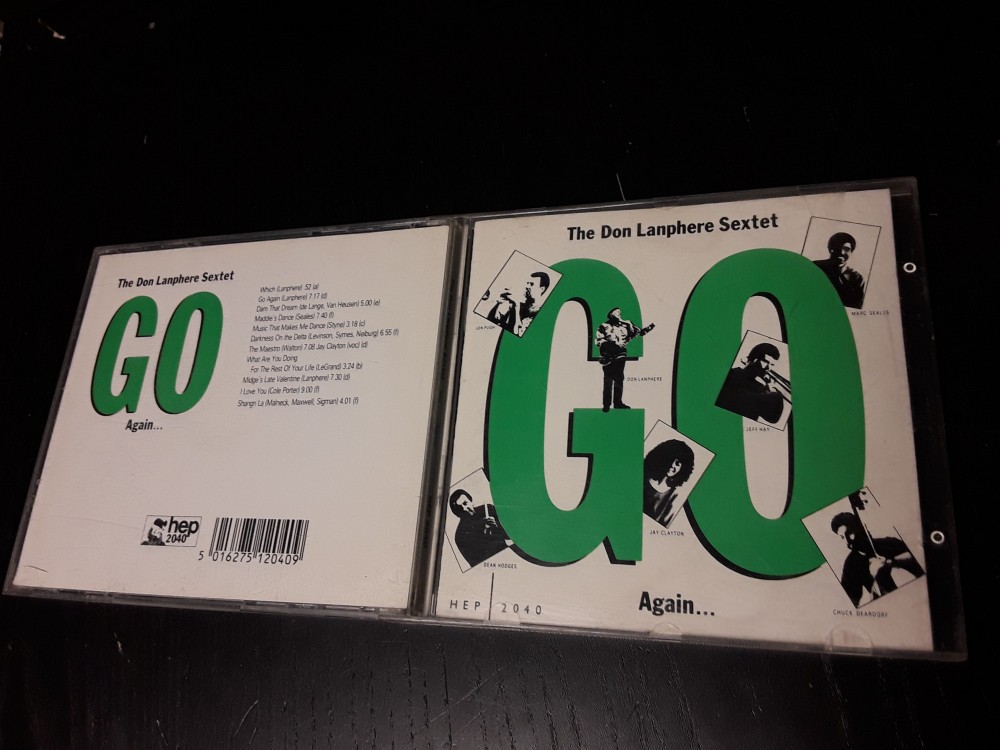 The Don Lanphere Sextet
GO
Again...
Which (Lanphere) .52 (a)
Go Again (Lanphere) 7.17 (d)
Darn That Dream (de Lange, Van Heusen) 5.00 (e)
Maddie's Dance (Seales) 7.40 (f)
Music That Makes Me Dance (Styne) 3.18 (c)
Darkness On the Delta (Levinson, Symes, Neiburg) 6.55 (f)
The Maestro (Walton) 7.08 Jay Clayton (voc) (d)
What Are You Doing
For The Rest Of Your Life (LeGrand) 3.24 (b)
Midge's Late Valentine (Lanphere) 7.30 (d)
I Love You (Cole Porter) 9.00 (f)
Shangri La (Malneck, Maxwell, Sigman) 4.01 (f)
hep
2040
5 016275 120409
The Don Lanphere Sextet
GO
JON PUGH
MARC SEALES
DON LANPHERE
JEFF HAY
JAY CLAYTON
DEAN HODGES
CHUCK DEARDORF
HEP 2040
Again...